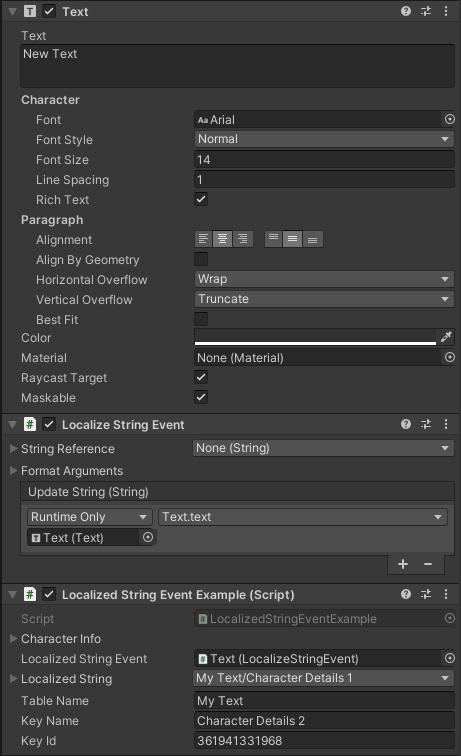 Text
Text
New Text
Character
Font Aa Arial
Font Style Normal
Font Size 14
Line Spacing 1
Rich Text
Paragraph
Alignment
Align By Geometry
Horizontal Overflow Wrap
Vertical Overflow Truncate
Best Fit
Color
Material None (Material)
Raycast Target
Maskable
# Localize String Event
String Reference None (String)
Format Arguments
Update String (String)
Runtime Only Text.text
Text (Text)
+ −
# Localized String Event Example (Script)
Script # LocalizedStringEventExample
Character Info
Localized String Event # Text (LocalizeStringEvent)
Localized String My Text/Character Details 1
Table Name My Text
Key Name Character Details 2
Key Id 361941331968